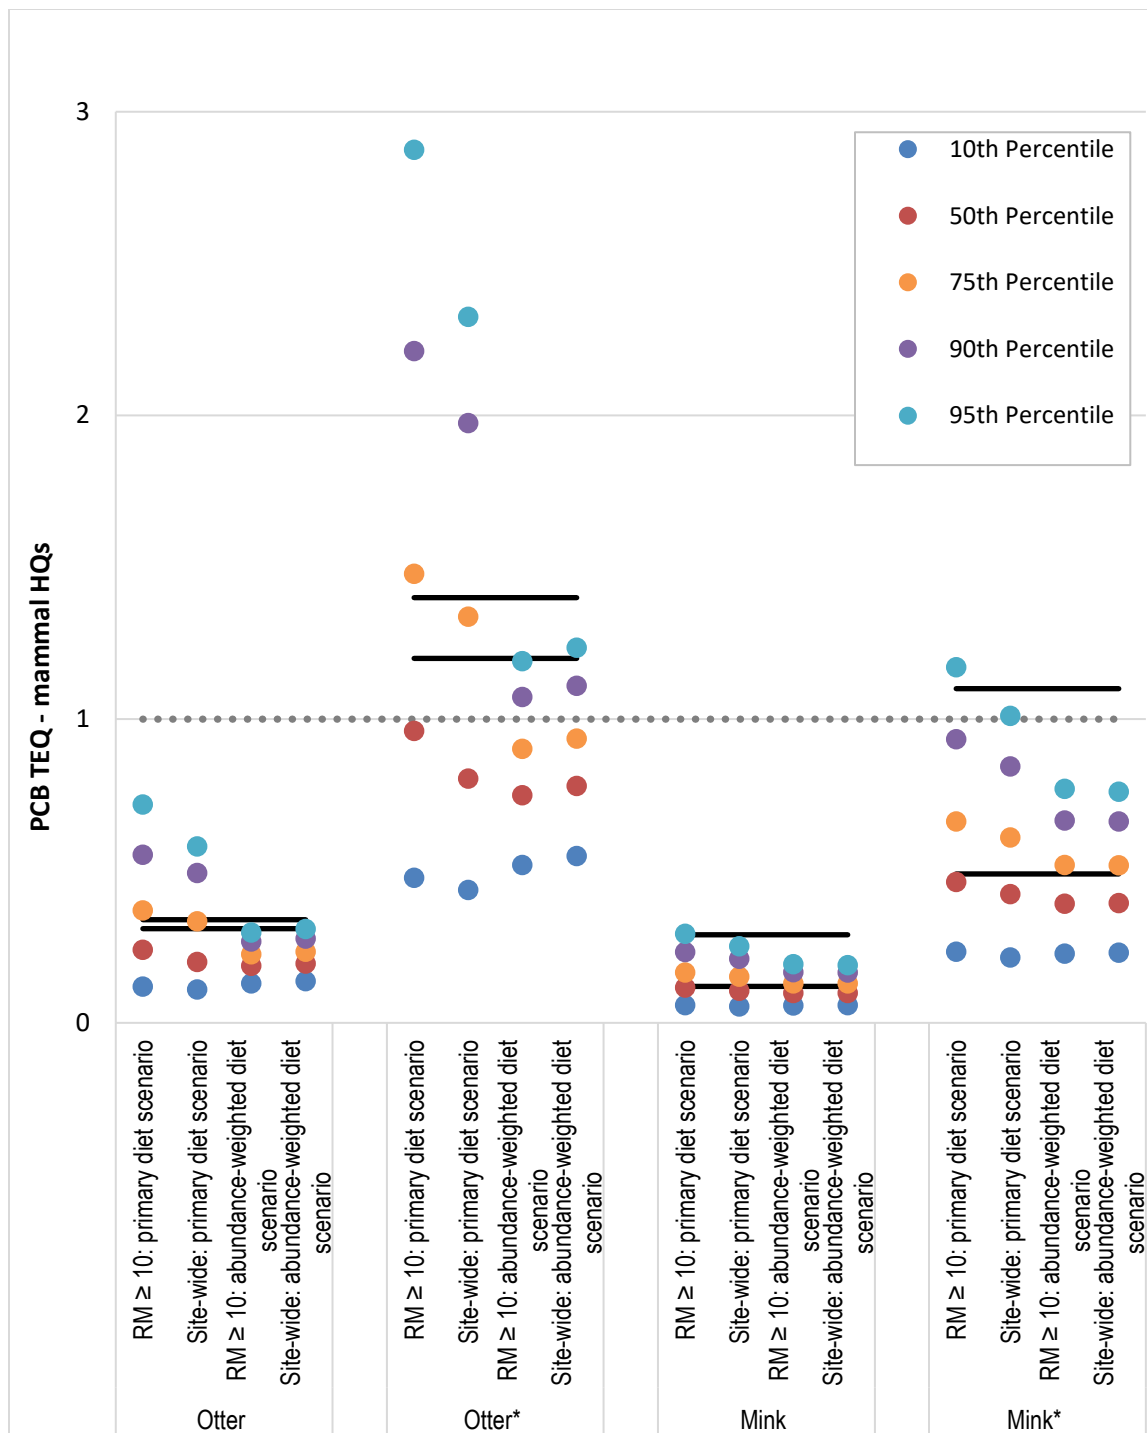 3
2
1
0
PCB TEQ - mammal HQs
10th Percentile
50th Percentile
75th Percentile
90th Percentile
95th Percentile
RM ≥ 10: primary diet scenario
Site-wide: primary diet scenario
RM ≥ 10: abundance-weighted diet
scenario
Site-wide: abundance-weighted diet
scenario
RM ≥ 10: primary diet scenario
Site-wide: primary diet scenario
RM ≥ 10: abundance-weighted diet
scenario
Site-wide: abundance-weighted diet
scenario
RM ≥ 10: primary diet scenario
Site-wide: primary diet scenario
RM ≥ 10: abundance-weighted diet
scenario
Site-wide: abundance-weighted diet
scenario
RM ≥ 10: primary diet scenario
Site-wide: primary diet scenario
RM ≥ 10: abundance-weighted diet
scenario
Site-wide: abundance-weighted diet
scenario
Otter
Otter*
Mink
Mink*